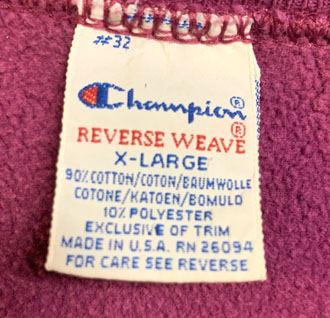 #32
Champion®
REVERSE WEAVE®
X-LARGE
90% COTTON/COTON/BAUMWOLLE
COTONE/KATOEN/BOMULD
10% POLYESTER
EXCLUSIVE OF TRIM
MADE IN U.S.A. RN 26094
FOR CARE SEE REVERSE